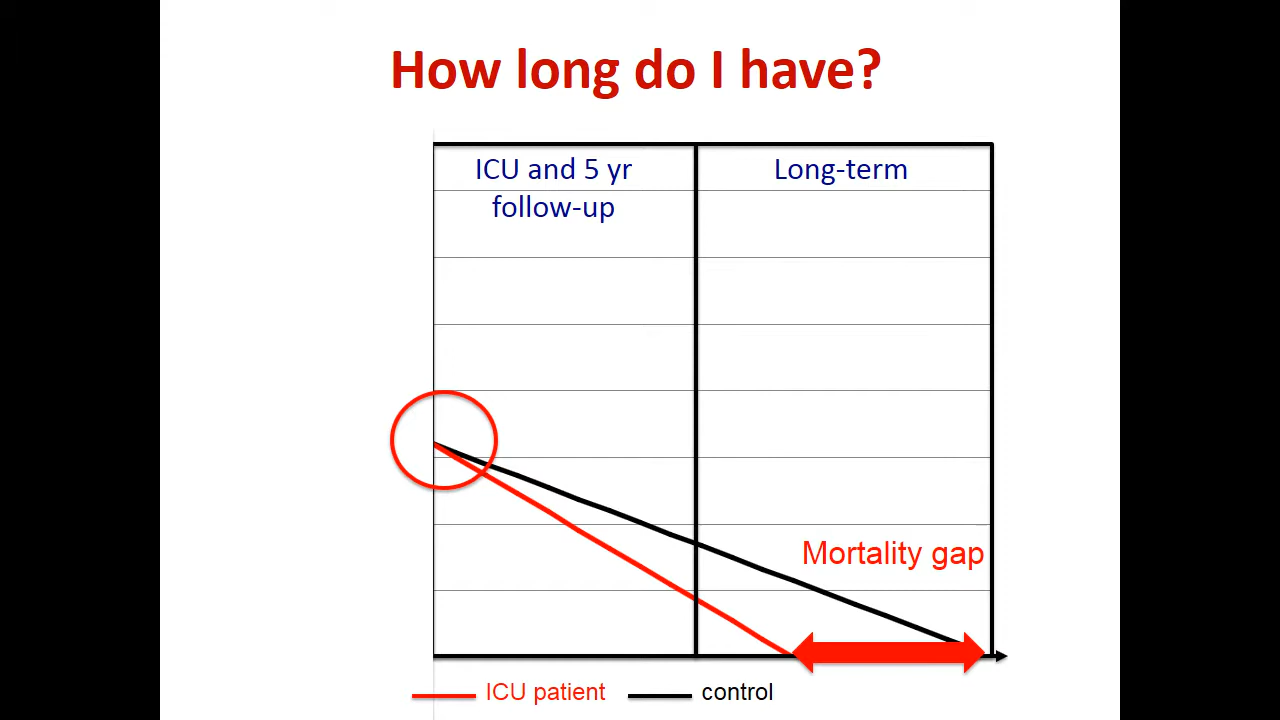 How long do I have?
ICU and 5 yr
follow-up
Long-term
Mortality gap
ICU patient
control